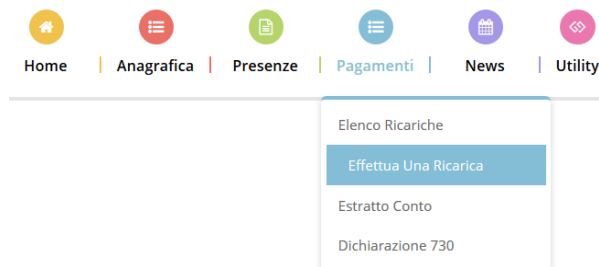 Home Anagrafica Presenze Pagamenti News Utility
Elenco Ricariche
Effettua Una Ricarica
Estratto Conto
Dichiarazione 730